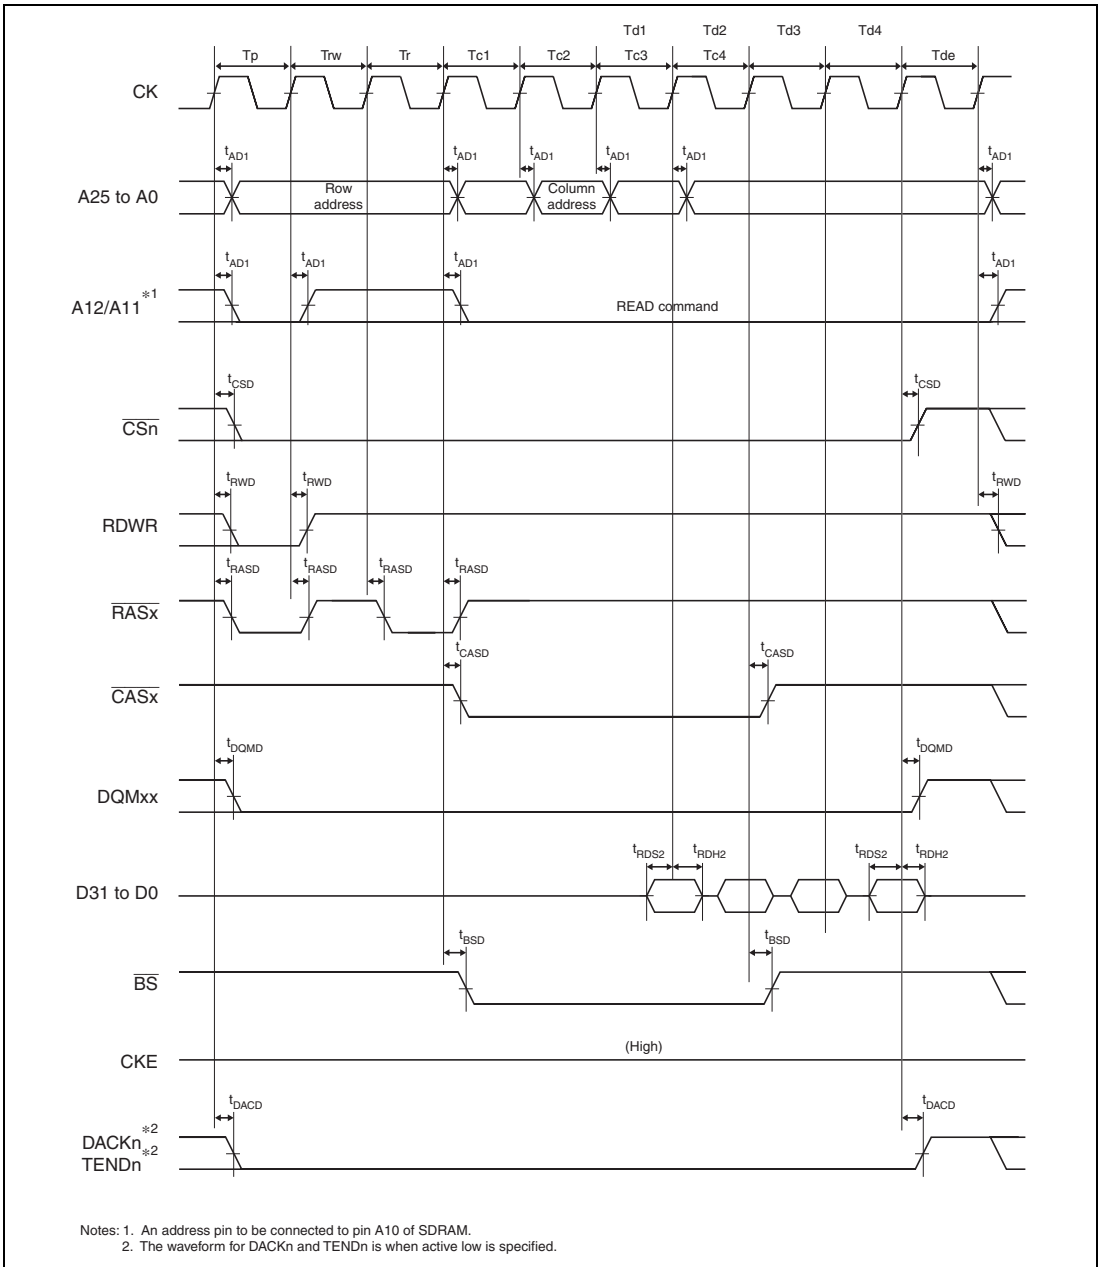 Td1 Td2 Td3 Td4
Tp Trw Tr Tc1 Tc2 Tc3 Tc4 Tde
CK
tAD1 tAD1 tAD1 tAD1 tAD1 tAD1
A25 to A0
Row
address
Column
address
tAD1 tAD1 tAD1 tAD1
A12/A11*1
READ command
tCSD tCSD
CSn
tRWD tRWD tRWD
RDWR
tRASD tRASD tRASD tRASD
RASx
tCASD tCASD
CASx
tDQMD tDQMD
DQMxx
tRDS2 tRDH2 tRDS2 tRDH2
D31 to D0
tBSD tBSD
BS
(High)
CKE
tDACD tDACD
DACKn*2
TENDn*2
Notes: 1. An address pin to be connected to pin A10 of SDRAM.
2. The waveform for DACKn and TENDn is when active low is specified.